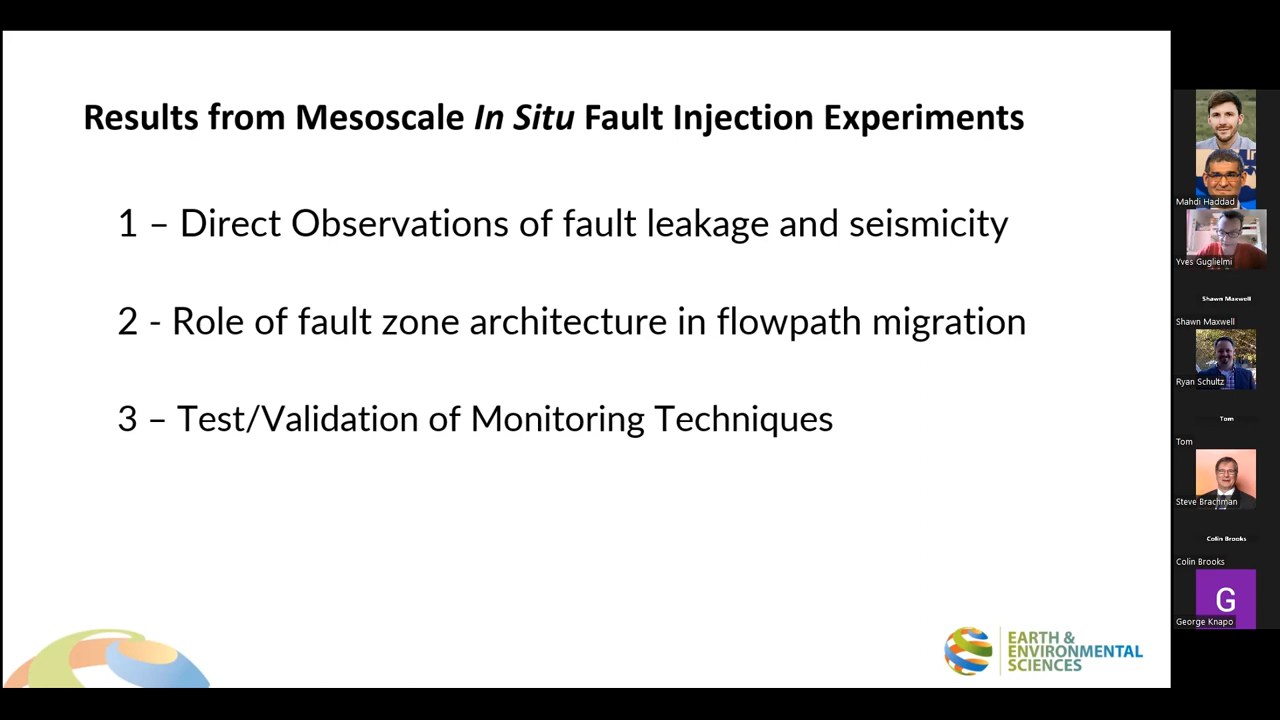 Results from Mesoscale In Situ Fault Injection Experiments
1 – Direct Observations of fault leakage and seismicity
2 - Role of fault zone architecture in flowpath migration
3 – Test/Validation of Monitoring Techniques
EARTH &
ENVIRONMENTAL
SCIENCES
Mahdi Haddad
Yves Guglielmi
Shawn Maxwell
Shawn Maxwell
Ryan Schultz
Tom
Tom
Steve Brachman
Colin Brooks
Colin Brooks
G
George Knapo